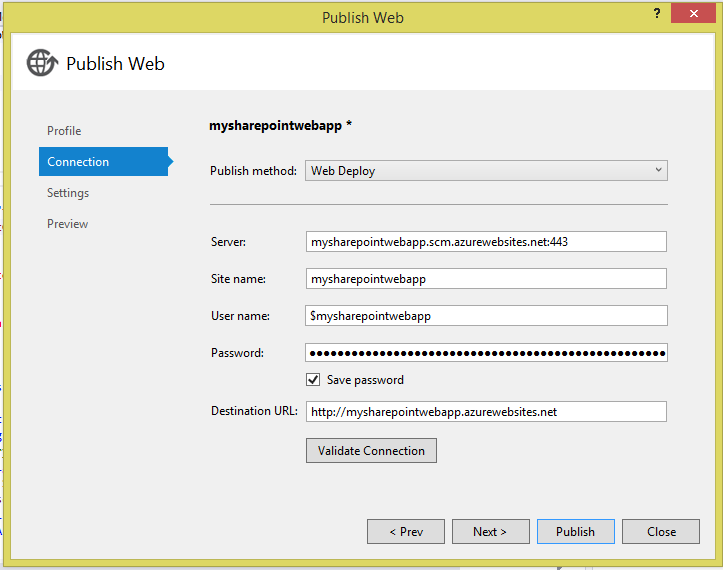 Publish Web
?
x
Publish Web
Profile
Connection
Settings
Preview
mysharepointwebapp *
Publish method: Web Deploy
Server: mysharepointwebapp.scm.azurewebsites.net:443
Site name: mysharepointwebapp
User name: $mysharepointwebapp
Password: ●●●●●●●●●●●●●●●●●●●●●●●●●●●●●●●●●●●●●●●●●●●●●●●●●●●
Save password
Destination URL: http://mysharepointwebapp.azurewebsites.net
Validate Connection
< Prev Next > Publish Close